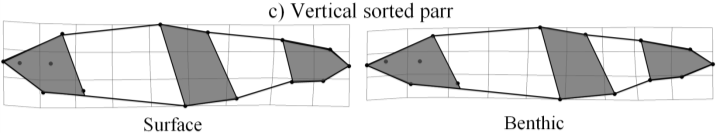 c) Vertical sorted parr
Surface
Benthic